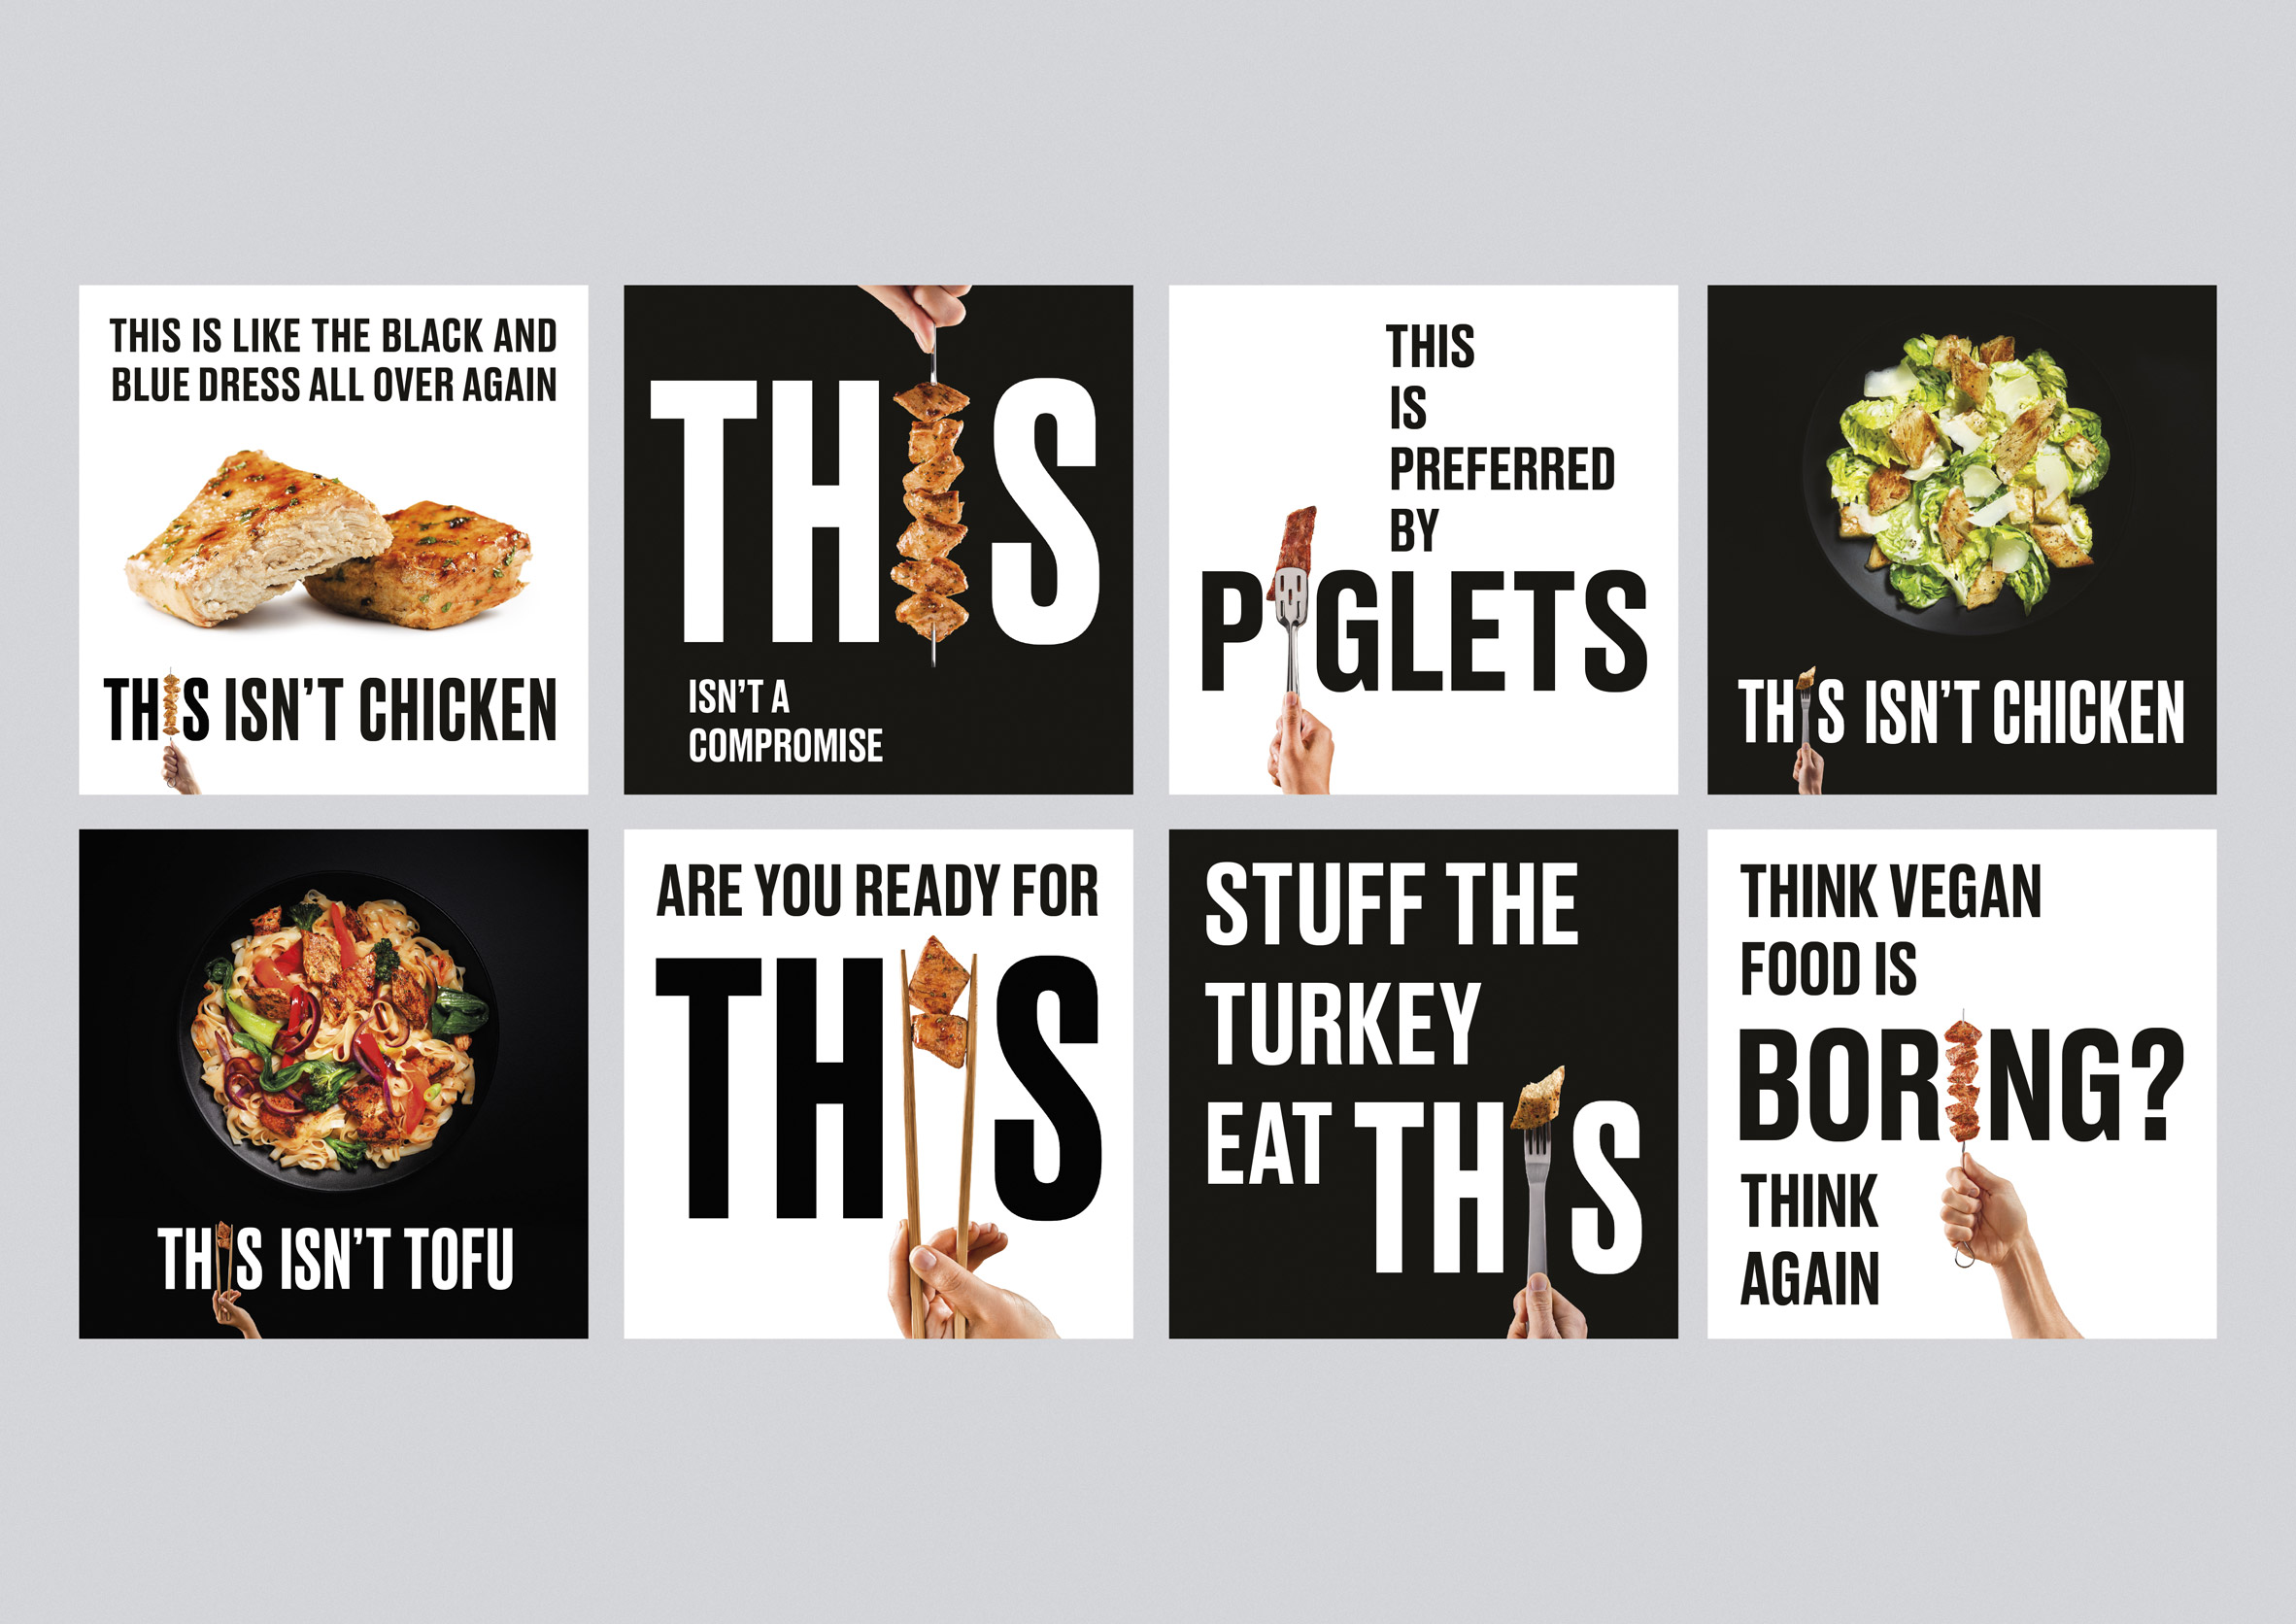 THIS IS LIKE THE BLACK AND
BLUE DRESS ALL OVER AGAIN
THIS ISN'T CHICKEN
THIS
ISN'T A
COMPROMISE
THIS
IS
PREFERRED
BY
PIGLETS
THIS ISN'T CHICKEN
THIS ISN'T TOFU
ARE YOU READY FOR
THIS
STUFF THE
TURKEY
EAT THIS
THINK VEGAN
FOOD IS
BORING?
THINK
AGAIN